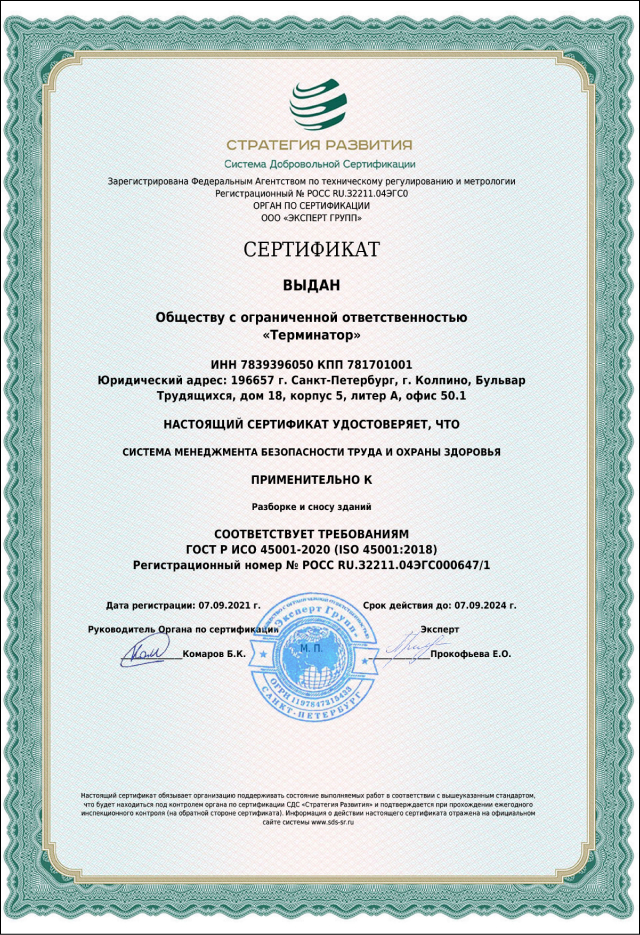 СТРАТЕГИЯ РАЗВИТИЯ
Система Добровольной Сертификации
Зарегистрирована Федеральным Агентством по техническому регулированию и метрологии
Регистрационный № РОСС RU.32211.04ЭГС0
ОРГАН ПО СЕРТИФИКАЦИИ
ООО «ЭКСПЕРТ ГРУПП»
СЕРТИФИКАТ
ВЫДАН
Обществу с ограниченной ответственностью
«Терминатор»
ИНН 7839396050 КПП 781701001
Юридический адрес: 196657 г. Санкт-Петербург, г. Колпино, Бульвар
Трудящихся, дом 18, корпус 5, литер А, офис 50.1
НАСТОЯЩИЙ СЕРТИФИКАТ УДОСТОВЕРЯЕТ, ЧТО
СИСТЕМА МЕНЕДЖМЕНТА БЕЗОПАСНОСТИ ТРУДА И ОХРАНЫ ЗДОРОВЬЯ
ПРИМЕНИТЕЛЬНО К
Разборке и сносу зданий
СООТВЕТСТВУЕТ ТРЕБОВАНИЯМ
ГОСТ Р ИСО 45001-2020 (ISO 45001:2018)
Регистрационный номер № РОСС RU.32211.04ЭГС000647/1
Дата регистрации: 07.09.2021 г. Срок действия до: 07.09.2024 г.
Руководитель Органа по сертификации Эксперт
Комаров Б.К. М. П. Прокофьева Е.О.
«Эксперт Групп»
ОГРН 1197847215433
САНКТ-ПЕТЕРБУРГ
Настоящий сертификат обязывает организацию поддерживать состояние выполняемых работ в соответствии с вышеуказанным стандартом,
что будет находиться под контролем органа по сертификации СДС «Стратегия Развития» и подтверждается при прохождении ежегодного
инспекционного контроля (на обратной стороне сертификата). Информация о действии настоящего сертификата отражена на официальном
сайте системы www.sds-sr.ru